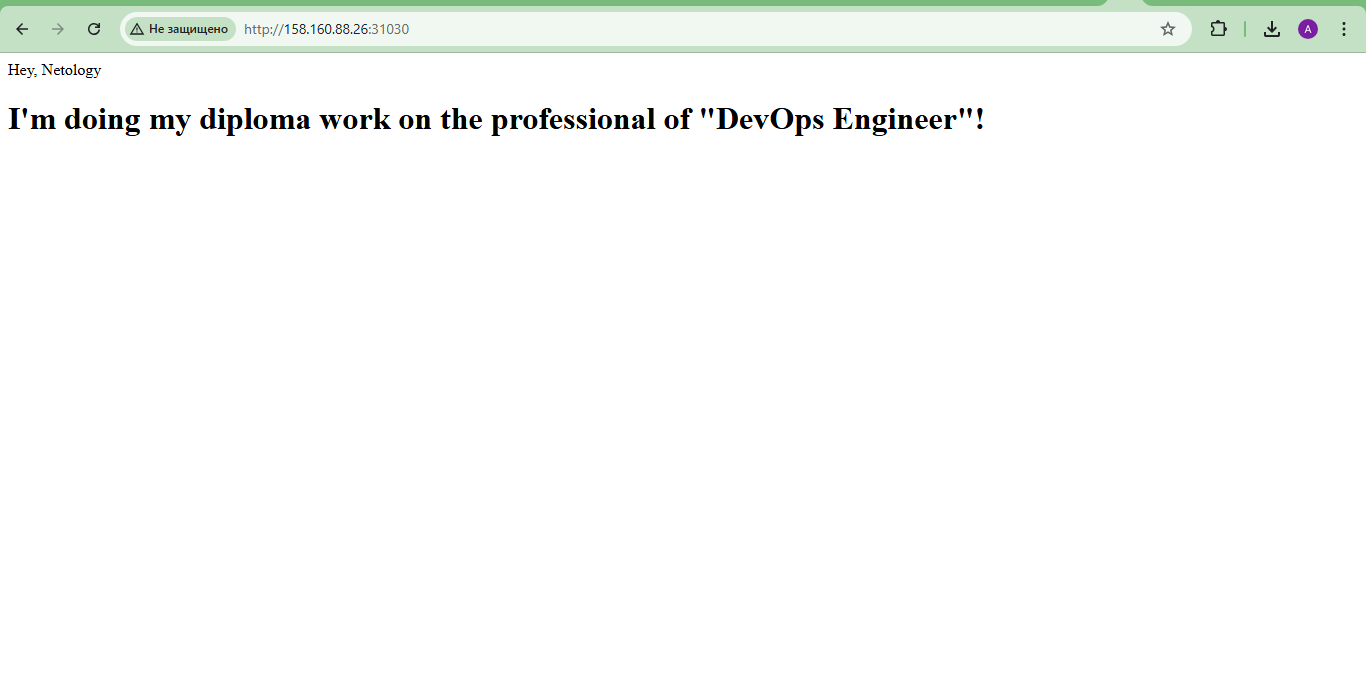 Не защищено http://158.160.88.26:31030
A
Hey, Netology
I'm doing my diploma work on the professional of "DevOps Engineer"!